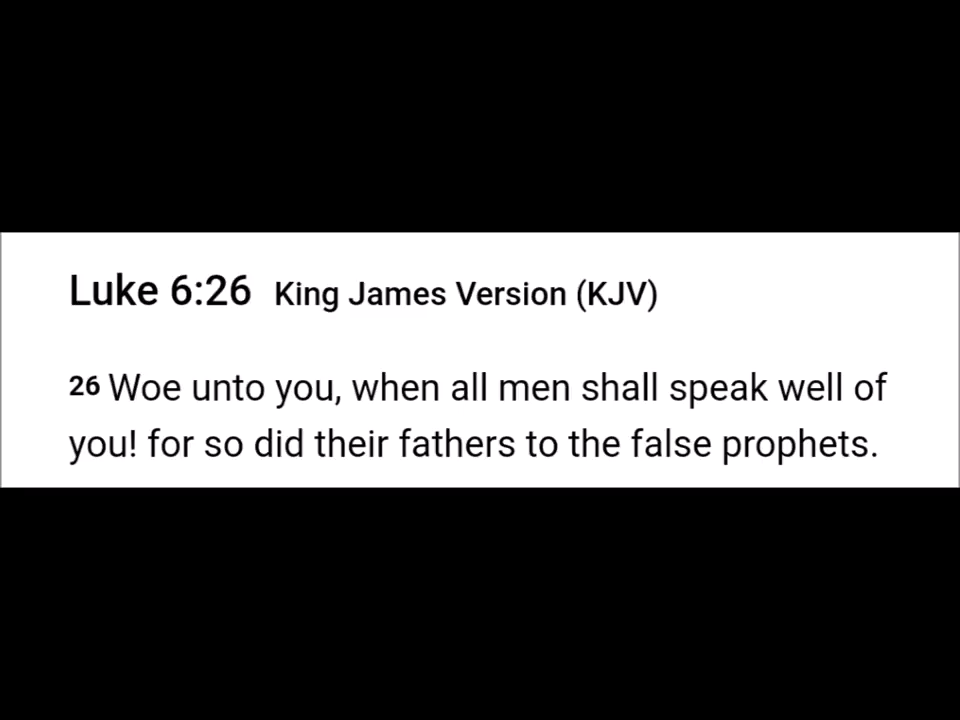 Luke 6:26 King James Version (KJV)
26 Woe unto you, when all men shall speak well of
you! for so did their fathers to the false prophets.